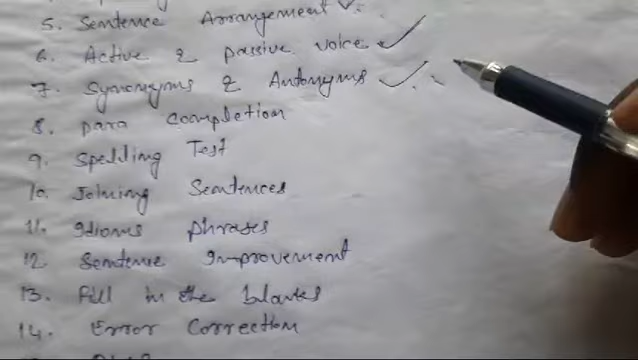 5. Sentence Arrangement
6. Active & passive voice
7. Synonyms & Antonyms
8. para completion
9. Spelling Test
10. Joining Sentences
11. Idioms phrases
12 Sentence Improvement
13. Fill in the blanks
14. Error Correction